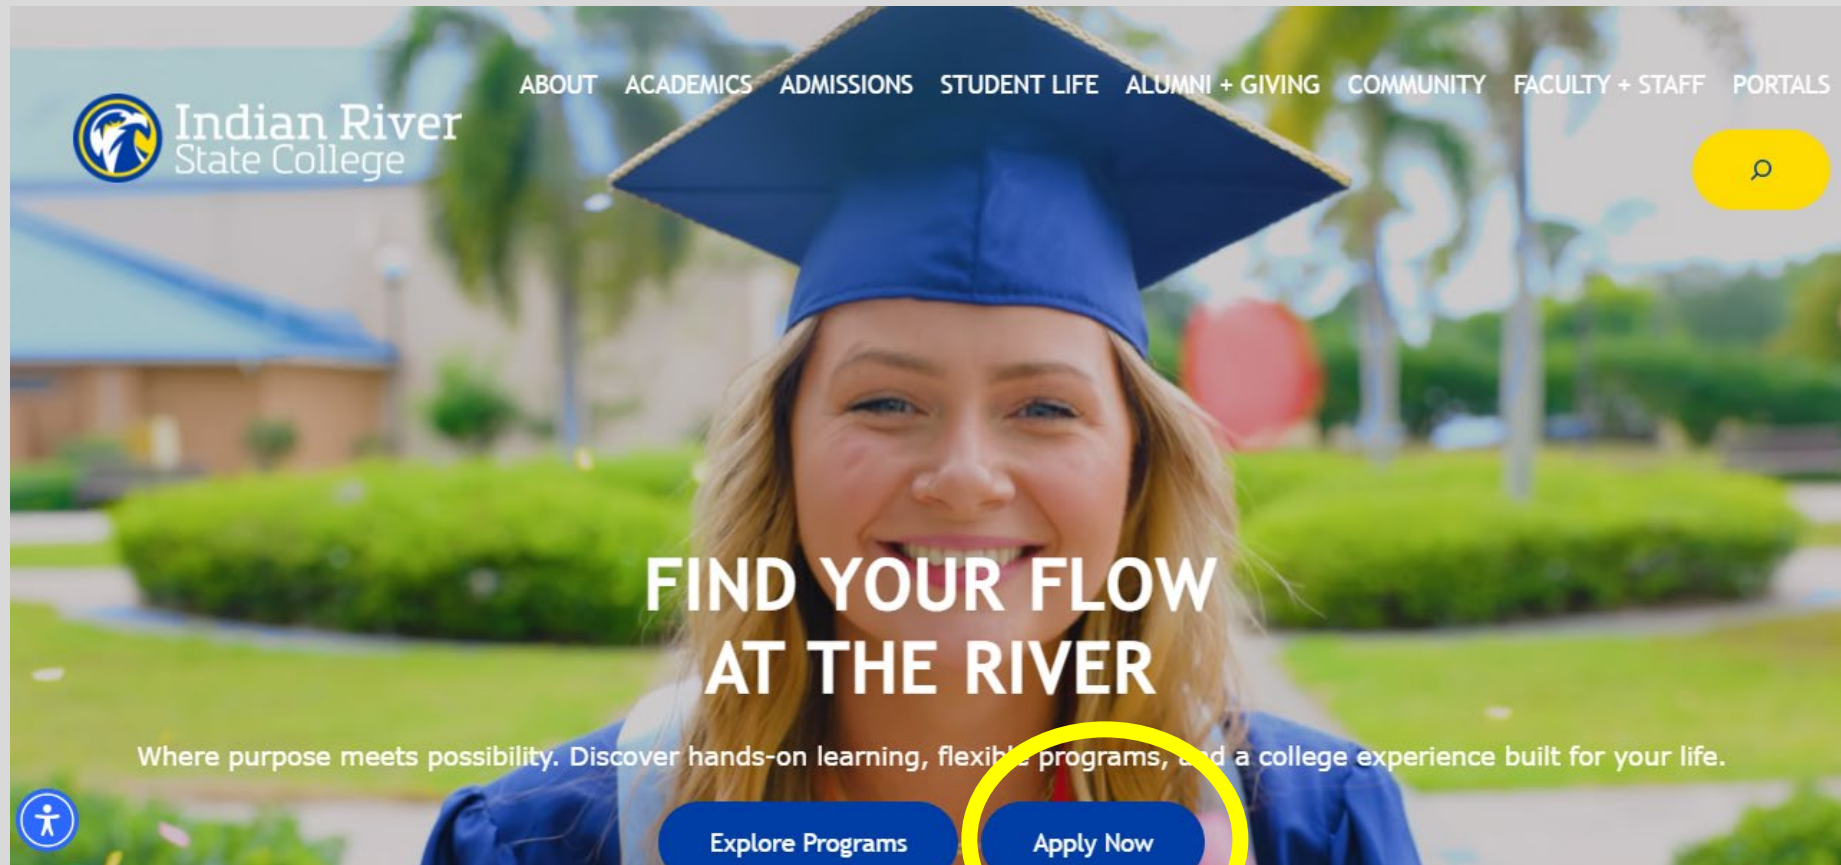 ABOUT ACADEMICS ADMISSIONS STUDENT LIFE ALUMNI + GIVING COMMUNITY FACULTY + STAFF PORTALS
Indian River
State College
FIND YOUR FLOW
AT THE RIVER
Where purpose meets possibility. Discover hands-on learning, flexible programs, and a college experience built for your life.
Explore Programs Apply Now